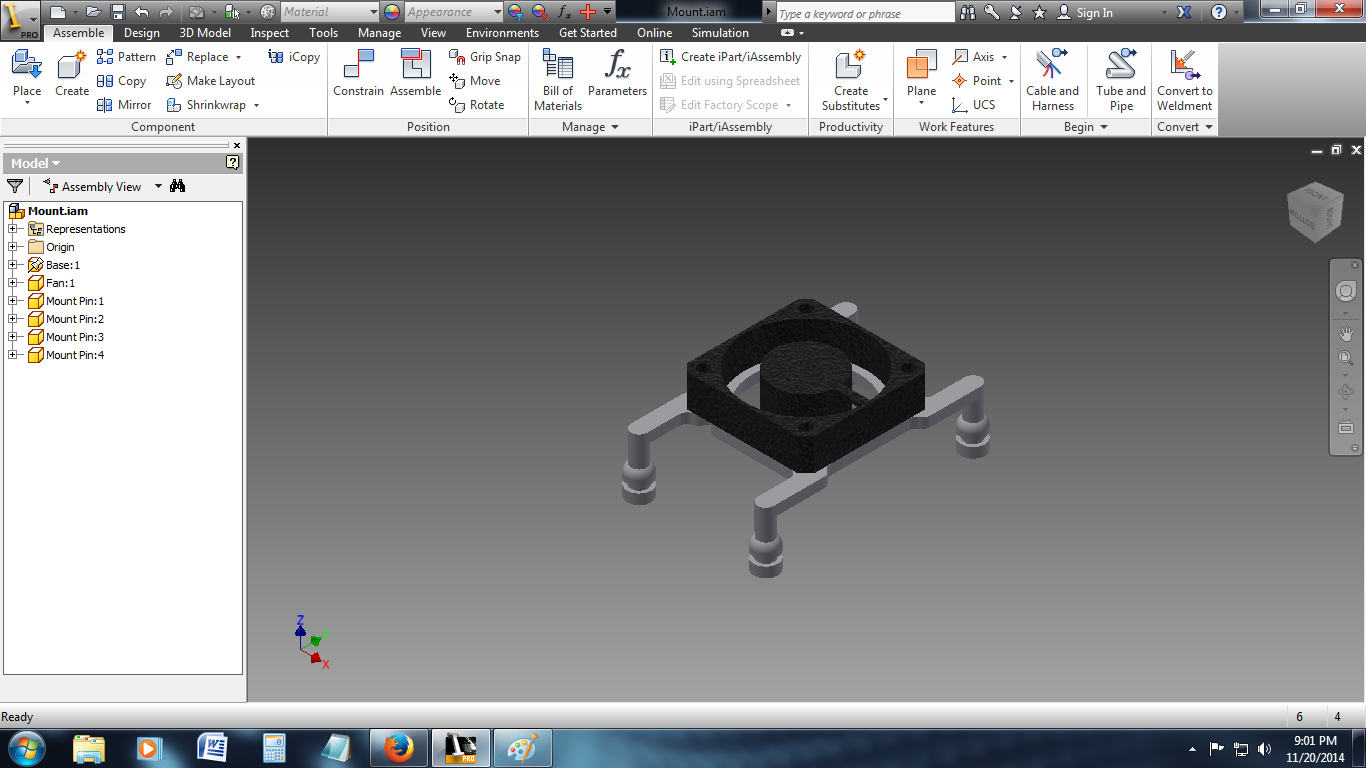 PRO Material Appearance fx Mount.iam Type a keyword or phrase Sign In
Assemble Design 3D Model Inspect Tools Manage View Environments Get Started Online Simulation
Place
Create
Pattern
Copy
Mirror
Replace
Make Layout
Shrinkwrap
iCopy
Component
Constrain
Assemble
Grip Snap
Move
Rotate
Position
Bill of
Materials
fx
Parameters
Manage
Create iPart/iAssembly
Edit using Spreadsheet
Edit Factory Scope
iPart/iAssembly
Create
Substitutes
Productivity
Plane
Axis
Point
UCS
Work Features
Cable and
Harness
Tube and
Pipe
Begin
Convert to
Weldment
Convert
Model
Assembly View
Mount.iam
Representations
Origin
Base:1
Fan:1
Mount Pin:1
Mount Pin:2
Mount Pin:3
Mount Pin:4
FRONT
BOTTOM
Z
Y
X
Ready 6 4
PRO
9:01 PM
11/20/2014